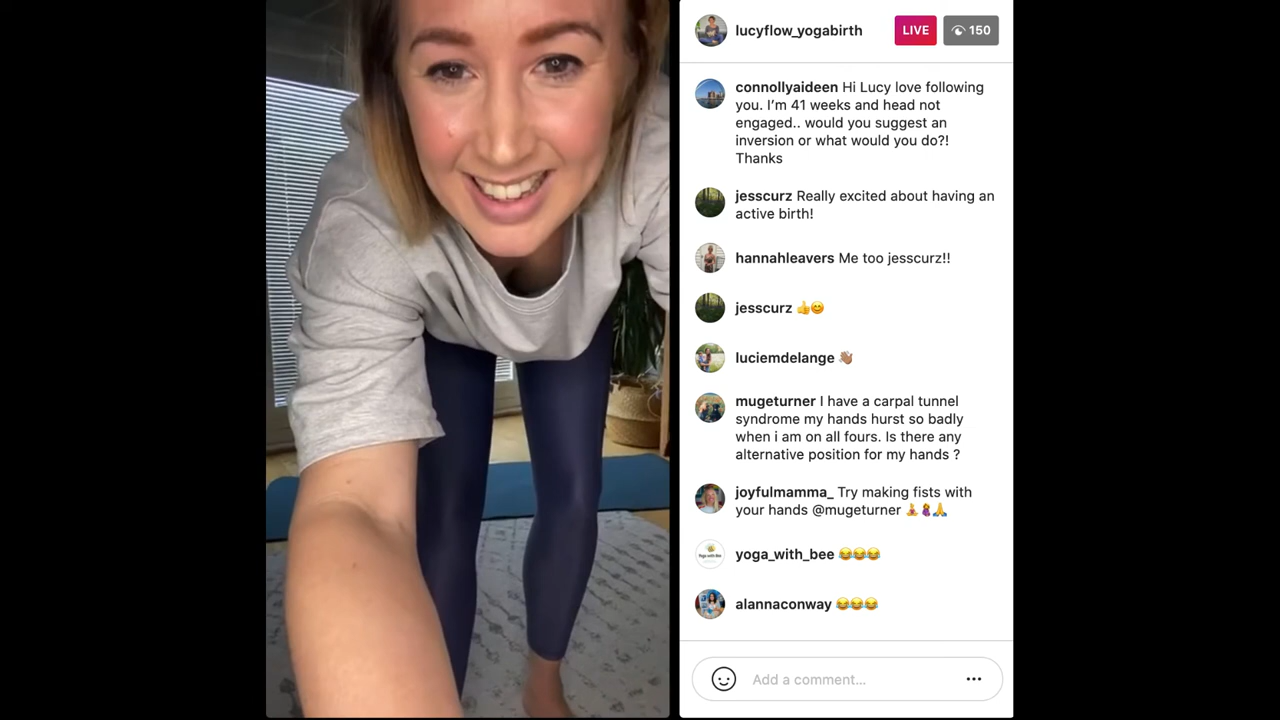 lucyflow_yogabirth LIVE 150
connollyaideen Hi Lucy love following
you. I'm 41 weeks and head not
engaged.. would you suggest an
inversion or what would you do?!
Thanks
jesscurz Really excited about having an
active birth!
hannahleavers Me too jesscurz!!
jesscurz 👍😊
luciemdelange 👋🏽
mugeturner I have a carpal tunnel
syndrome my hands hurst so badly
when i am on all fours. Is there any
alternative position for my hands ?
joyfulmamma_ Try making fists with
your hands @mugeturner 🧘🏼‍♀️🤰🙏
yoga_with_bee 😂😂😂
alannaconway 😂😂😂
Add a comment...